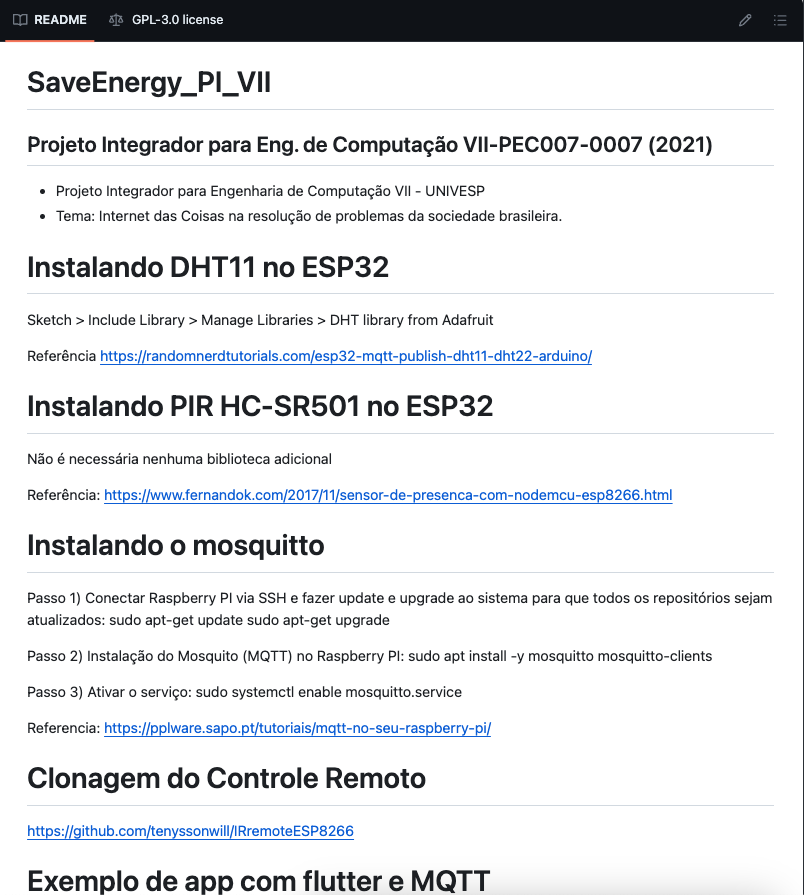 README
GPL-3.0 license
SaveEnergy_PI_VII
Projeto Integrador para Eng. de Computação VII-PEC007-0007 (2021)
Projeto Integrador para Engenharia de Computação VII - UNIVESP
Tema: Internet das Coisas na resolução de problemas da sociedade brasileira.
Instalando DHT11 no ESP32
Sketch > Include Library > Manage Libraries > DHT library from Adafruit
Referência https://randomnerdtutorials.com/esp32-mqtt-publish-dht11-dht22-arduino/
Instalando PIR HC-SR501 no ESP32
Não é necessária nenhuma biblioteca adicional
Referência: https://www.fernandok.com/2017/11/sensor-de-presenca-com-nodemcu-esp8266.html
Instalando o mosquitto
Passo 1) Conectar Raspberry PI via SSH e fazer update e upgrade ao sistema para que todos os repositórios sejam
atualizados: sudo apt-get update sudo apt-get upgrade
Passo 2) Instalação do Mosquito (MQTT) no Raspberry PI: sudo apt install -y mosquitto mosquitto-clients
Passo 3) Ativar o serviço: sudo systemctl enable mosquitto.service
Referencia: https://pplware.sapo.pt/tutoriais/mqtt-no-seu-raspberry-pi/
Clonagem do Controle Remoto
https://github.com/tenyssonwill/IRremoteESP8266
Exemplo de app com flutter e MQTT